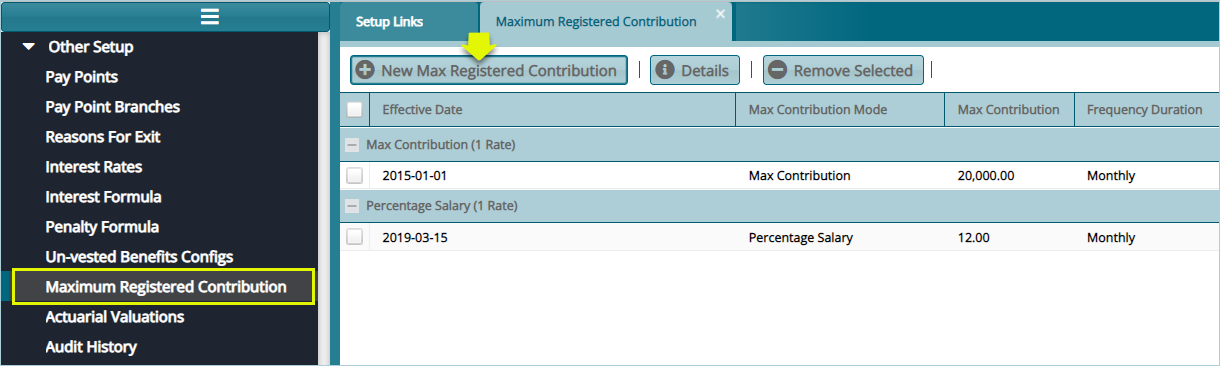 Other Setup
Pay Points
Pay Point Branches
Reasons For Exit
Interest Rates
Interest Formula
Penalty Formula
Un-vested Benefits Configs
Maximum Registered Contribution
Actuarial Valuations
Audit History
Setup Links Maximum Registered Contribution
New Max Registered Contribution Details Remove Selected
Effective Date Max Contribution Mode Max Contribution Frequency Duration
Max Contribution (1 Rate)
2015-01-01 Max Contribution 20,000.00 Monthly
Percentage Salary (1 Rate)
2019-03-15 Percentage Salary 12.00 Monthly